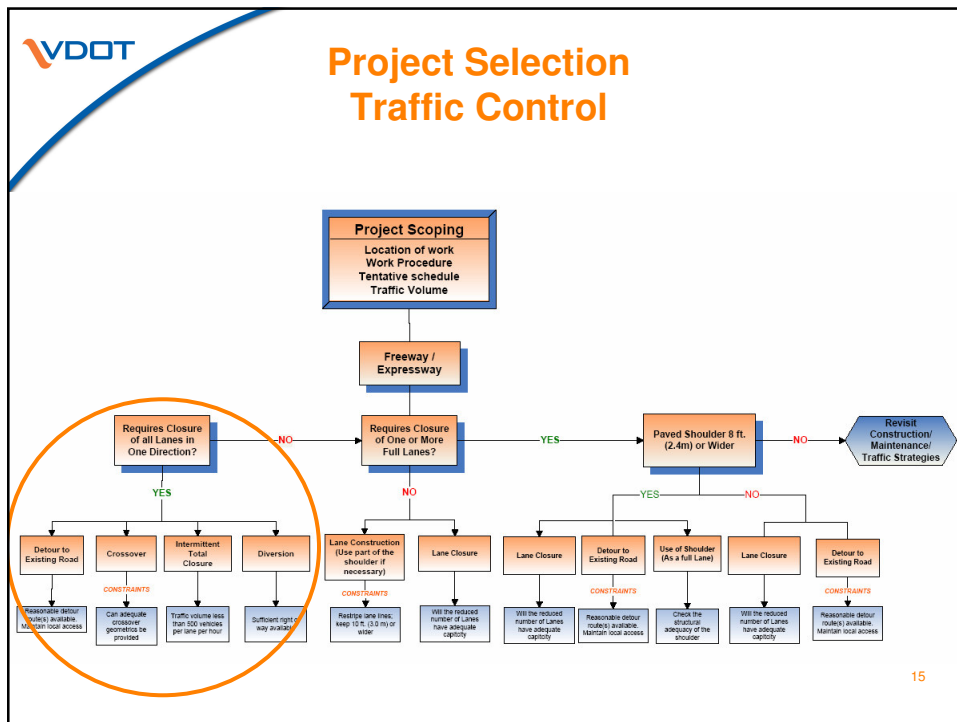 VDOT
Project Selection
Traffic Control
Project Scoping
Location of work
Work Procedure
Tentative schedule
Traffic Volume
Freeway /
Expressway
Requires Closure
of all Lanes in
One Direction?
NO
Requires Closure
of One or More
Full Lanes?
YES
Paved Shoulder 8 ft.
(2.4m) or Wider
NO
Revisit
Construction/
Maintenance/
Traffic Strategies
YES
NO
YES
NO
Detour to
Existing Road
Crossover
Intermittent
Total
Closure
Diversion
Lane Construction
(Use part of the
shoulder if
necessary)
Lane Closure
Lane Closure
Detour to
Existing Road
Use of Shoulder
(As a full Lane)
Lane Closure
Detour to
Existing Road
CONSTRAINTS
CONSTRAINTS
CONSTRAINTS
CONSTRAINTS
Reasonable detour
route(s) available.
Maintain local access
Can adequate
crossover
geometrics be
provided
Traffic volume less
than 500 vehicles
per lane per hour
Sufficient right of
way available
Restripe lane lines;
keep 10 ft. (3.0 m) or
wider
Will the reduced
number of Lanes
have adequate
capitcity
Will the reduced
number of Lanes
have adequate
capitcity
Reasonable detour
route(s) available.
Maintain local access
Check the
structural
adequacy of the
shoulder
Will the reduced
number of Lanes
have adequate
capitcity
Reasonable detour
route(s) available.
Maintain local access
15